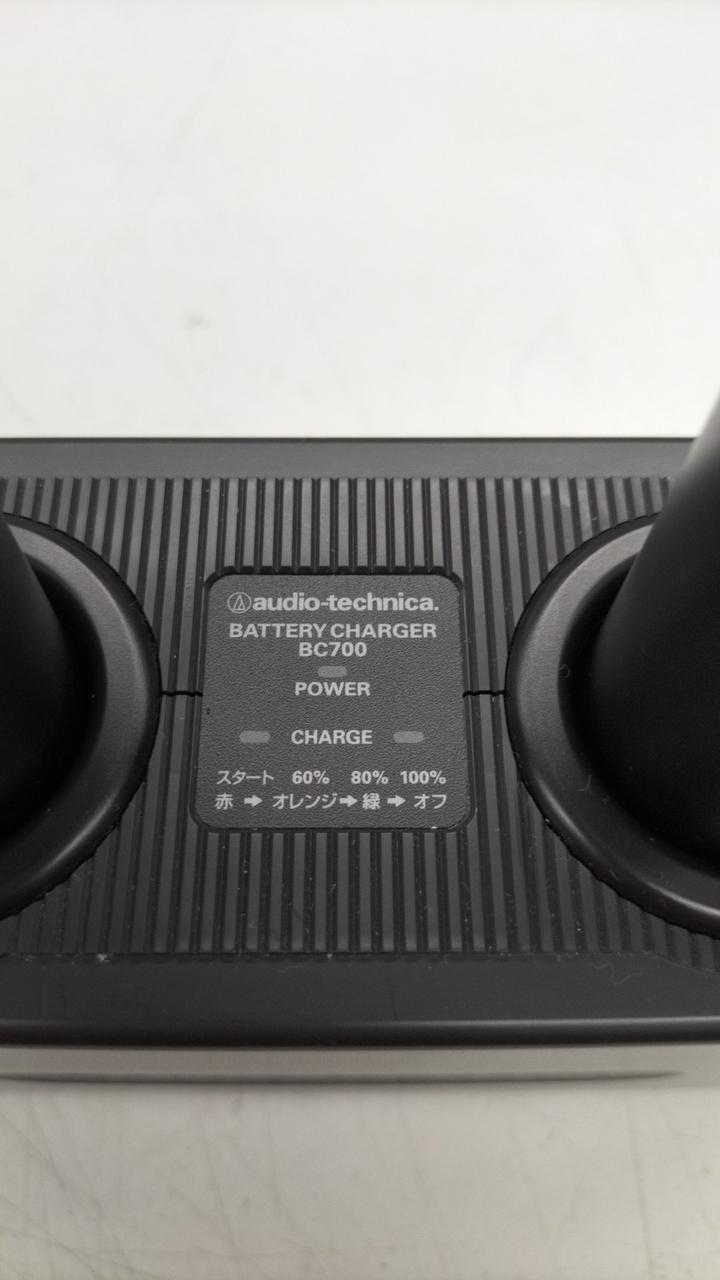 audio-technica.
BATTERY CHARGER
BC700
POWER
CHARGE
スタート 60% 80% 100%
赤 ➡ オレンジ ➡ 緑 ➡ オフ